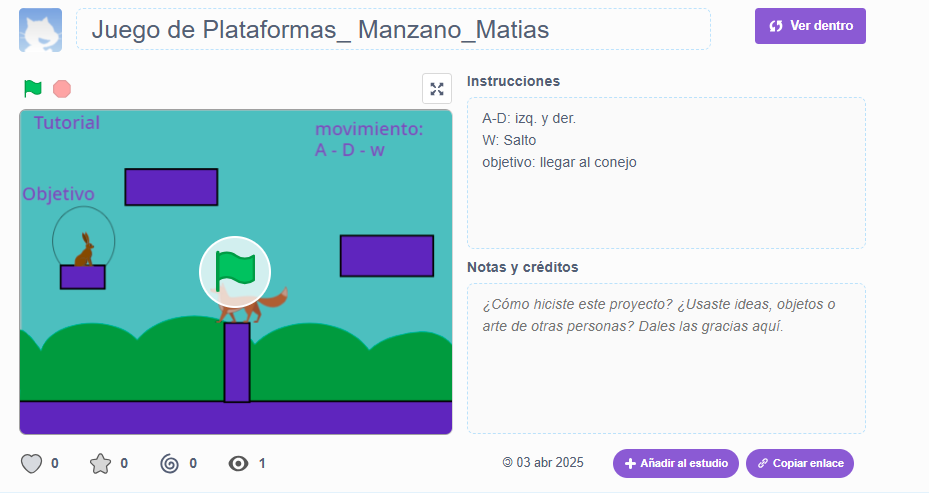 Juego de Plataformas_ Manzano_Matias
Ver dentro
Tutorial
movimiento:
A - D - w
Objetivo
Instrucciones
A-D: izq. y der.
W: Salto
objetivo: llegar al conejo
Notas y créditos
¿Cómo hiciste este proyecto? ¿Usaste ideas, objetos o
arte de otras personas? Dales las gracias aquí.
0
0
0
1
03 abr 2025
Añadir al estudio
Copiar enlace